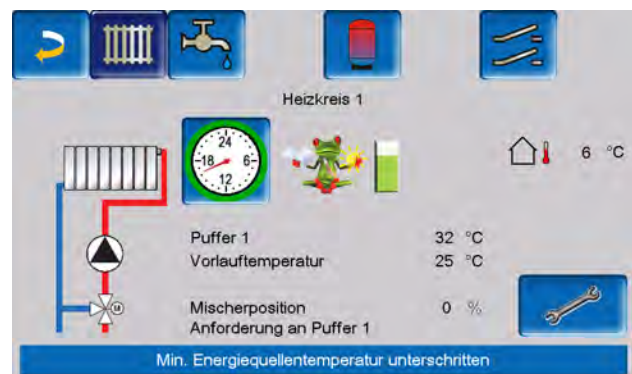 Heizkreis 1
24
-18 6-
12
6 °C
Puffer 1 32 °C
Vorlauftemperatur 25 °C
M
Mischerposition 0 %
Anforderung an Puffer 1
Min. Energiequellentemperatur unterschritten